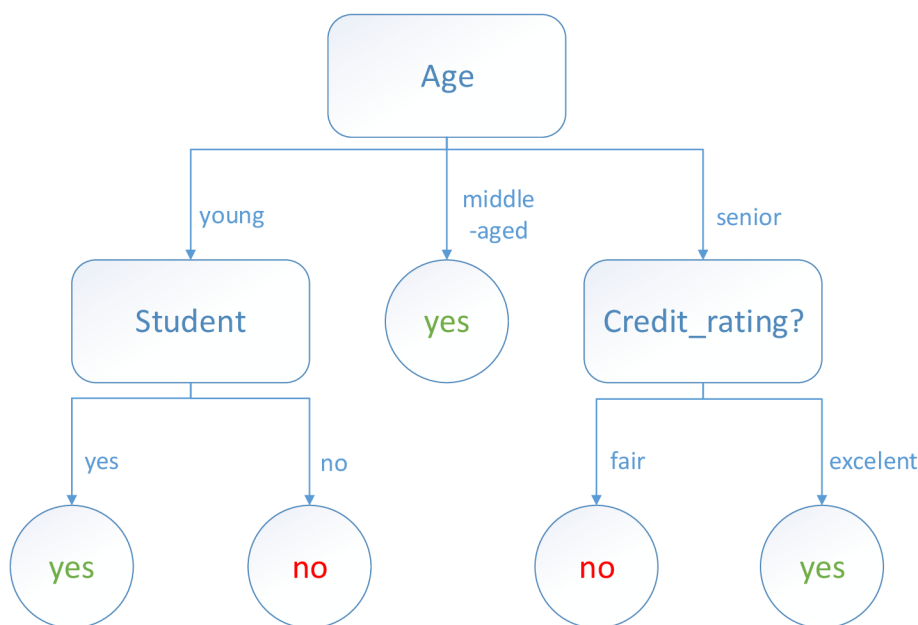 Age
young
middle
-aged
senior
Student
yes
Credit_rating?
yes
no
fair
excelent
yes
no
no
yes